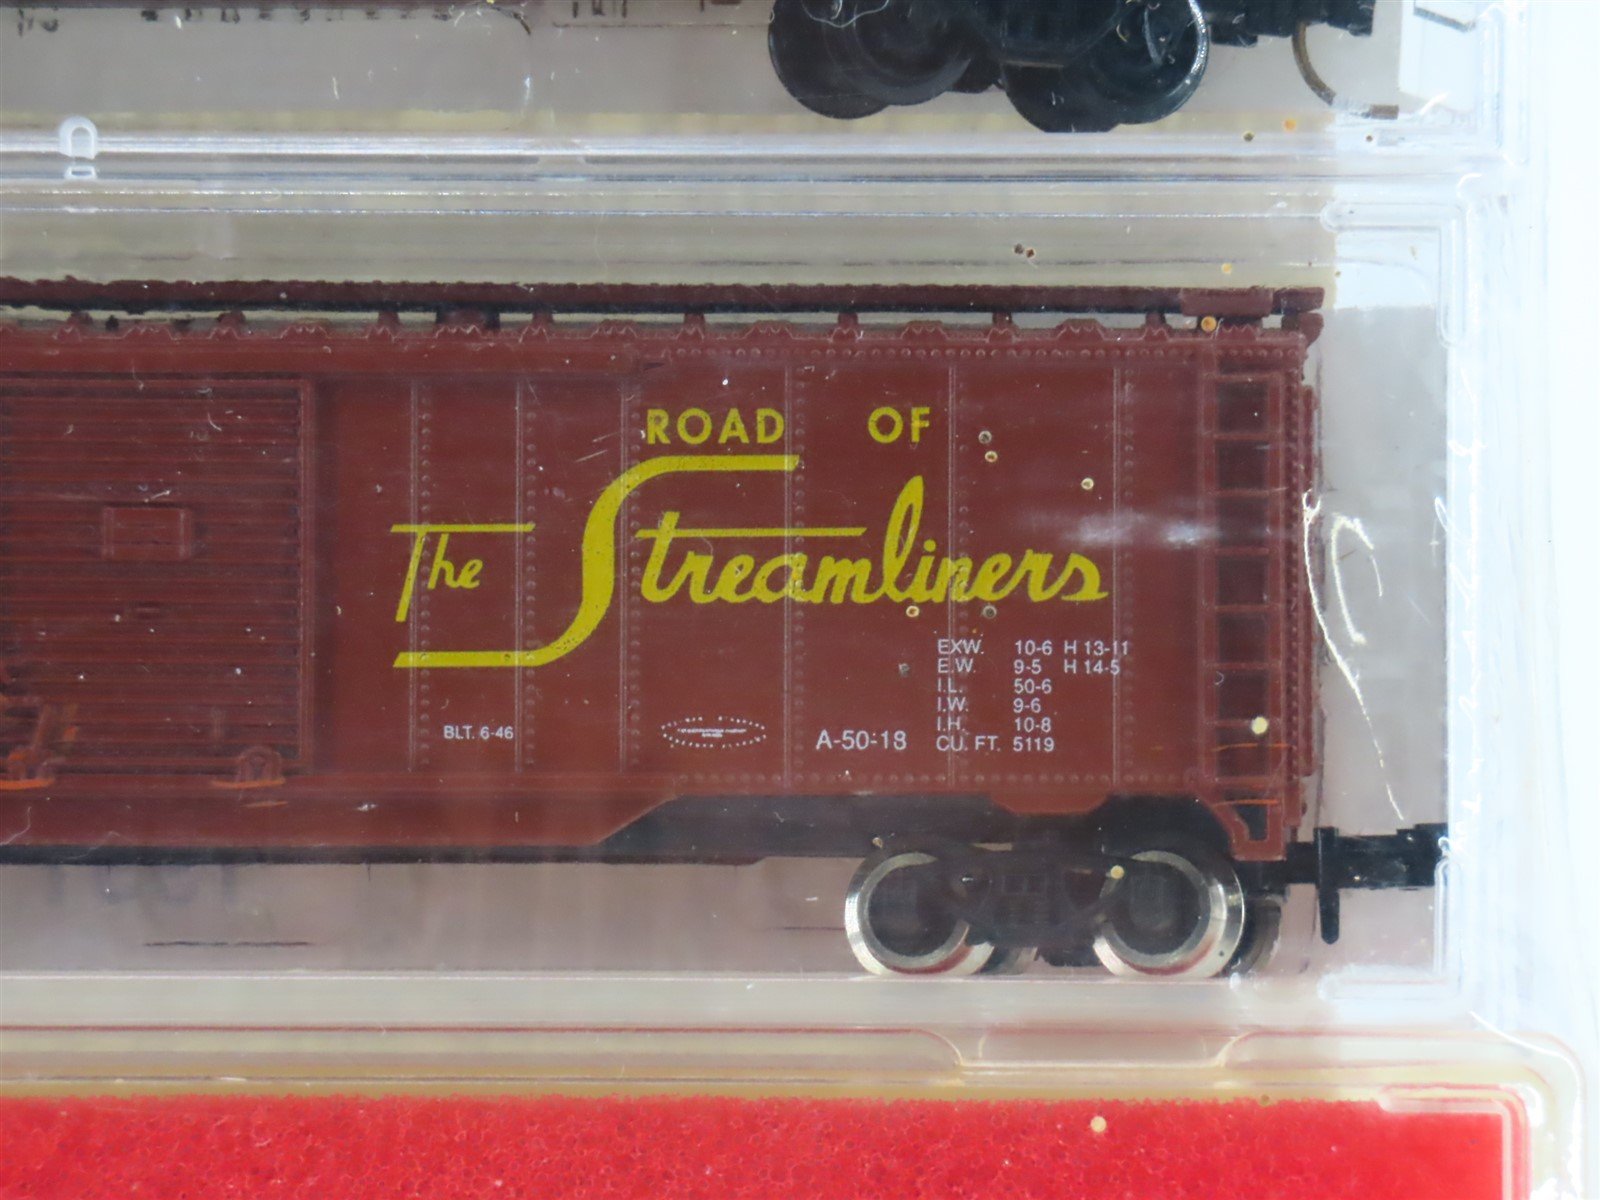 ROAD OF
The Streamliners
EXW. 10-6 H 13-11
E.W. 9-5 H 14-5
I.L. 50-6
I.W. 9-6
I.H. 10-8
CU. FT. 5119
BLT. 6-46
A-50-18